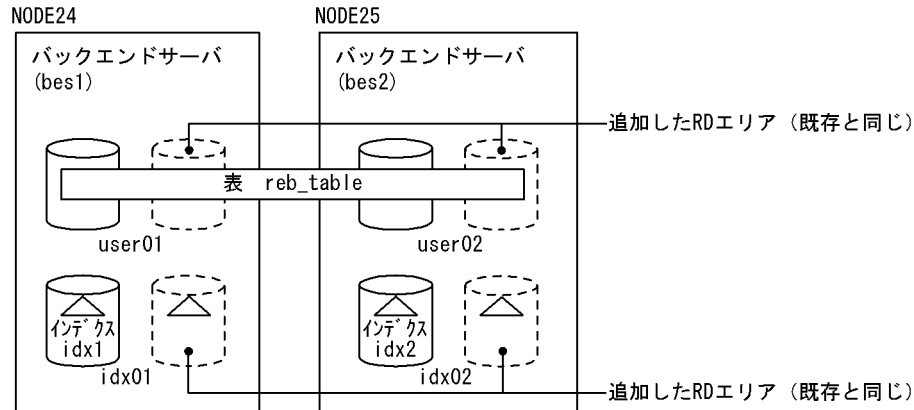 NODE24
NODE25
バックエンドサーバ
(bes1)
バックエンドサーバ
(bes2)
追加したRDエリア（既存と同じ）
表 reb_table
user01
user02
インデクス
idx1
インデクス
idx2
idx01
idx02
追加したRDエリア（既存と同じ）